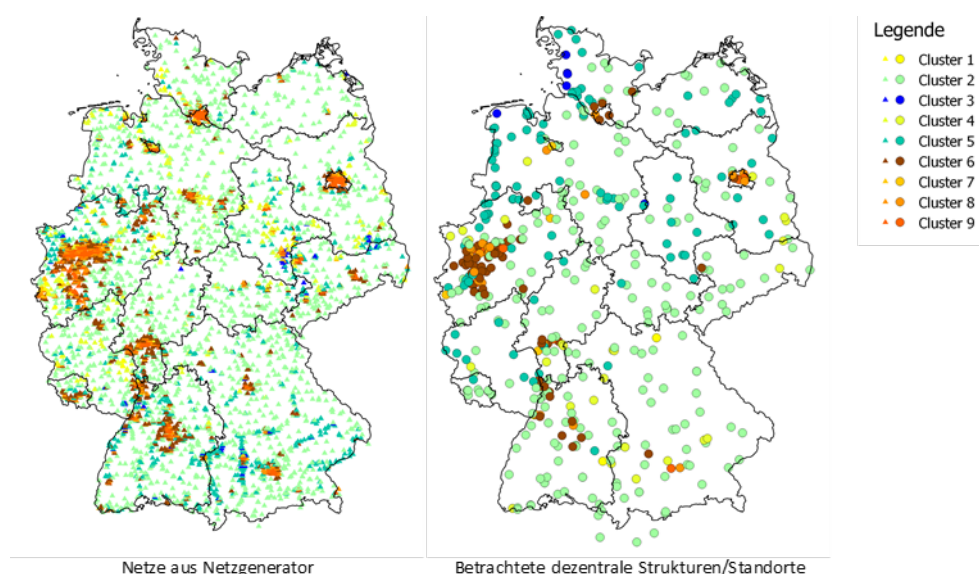 Legende
Cluster 1
Cluster 2
Cluster 3
Cluster 4
Cluster 5
Cluster 6
Cluster 7
Cluster 8
Cluster 9
Netze aus Netzgenerator
Betrachtete dezentrale Strukturen/Standorte